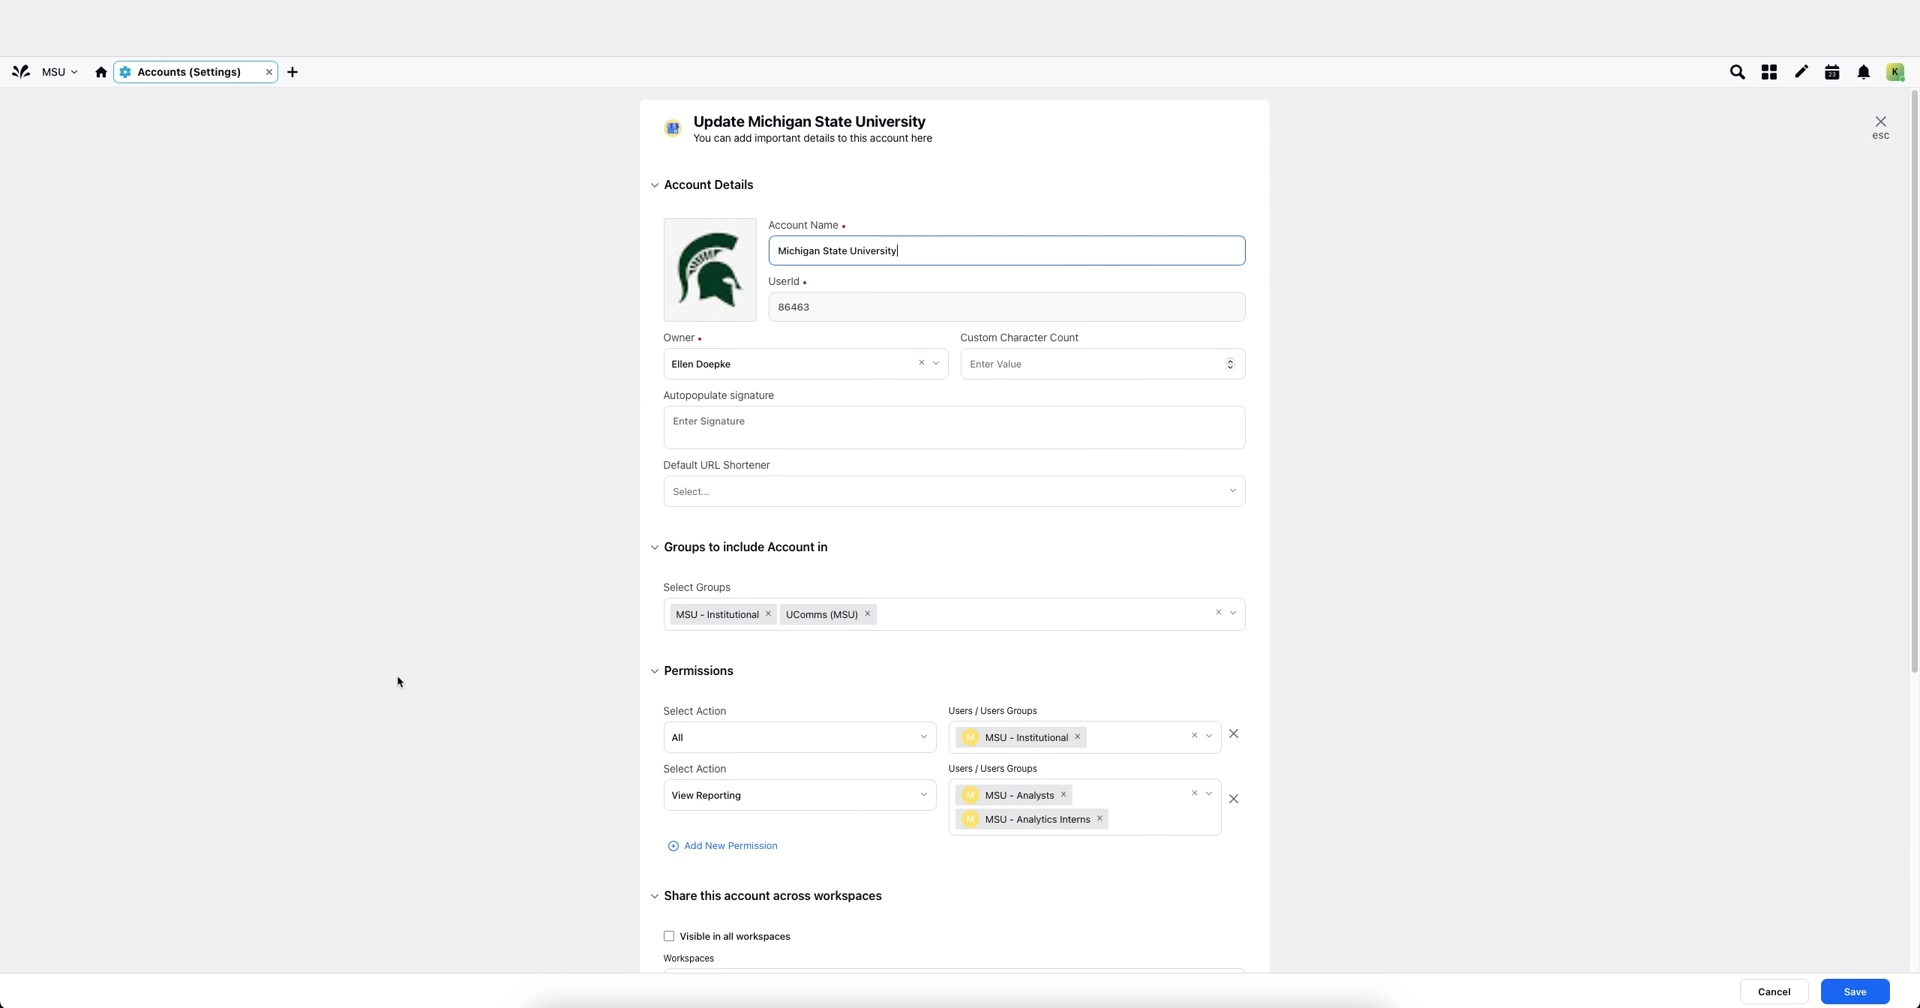 MSU
Accounts (Settings)
23
K
Update Michigan State University
You can add important details to this account here
esc
Account Details
Account Name
Michigan State University
UserId
86463
Owner
Custom Character Count
Ellen Doepke
Enter Value
Autopopulate signature
Enter Signature
Default URL Shortener
Select...
Groups to include Account in
Select Groups
MSU - Institutional UComms (MSU)
Permissions
Select Action
Users / Users Groups
All
M MSU - Institutional
Select Action
Users / Users Groups
View Reporting
M MSU - Analysts
M MSU - Analytics Interns
Add New Permission
Share this account across workspaces
Visible in all workspaces
Workspaces
Cancel
Save